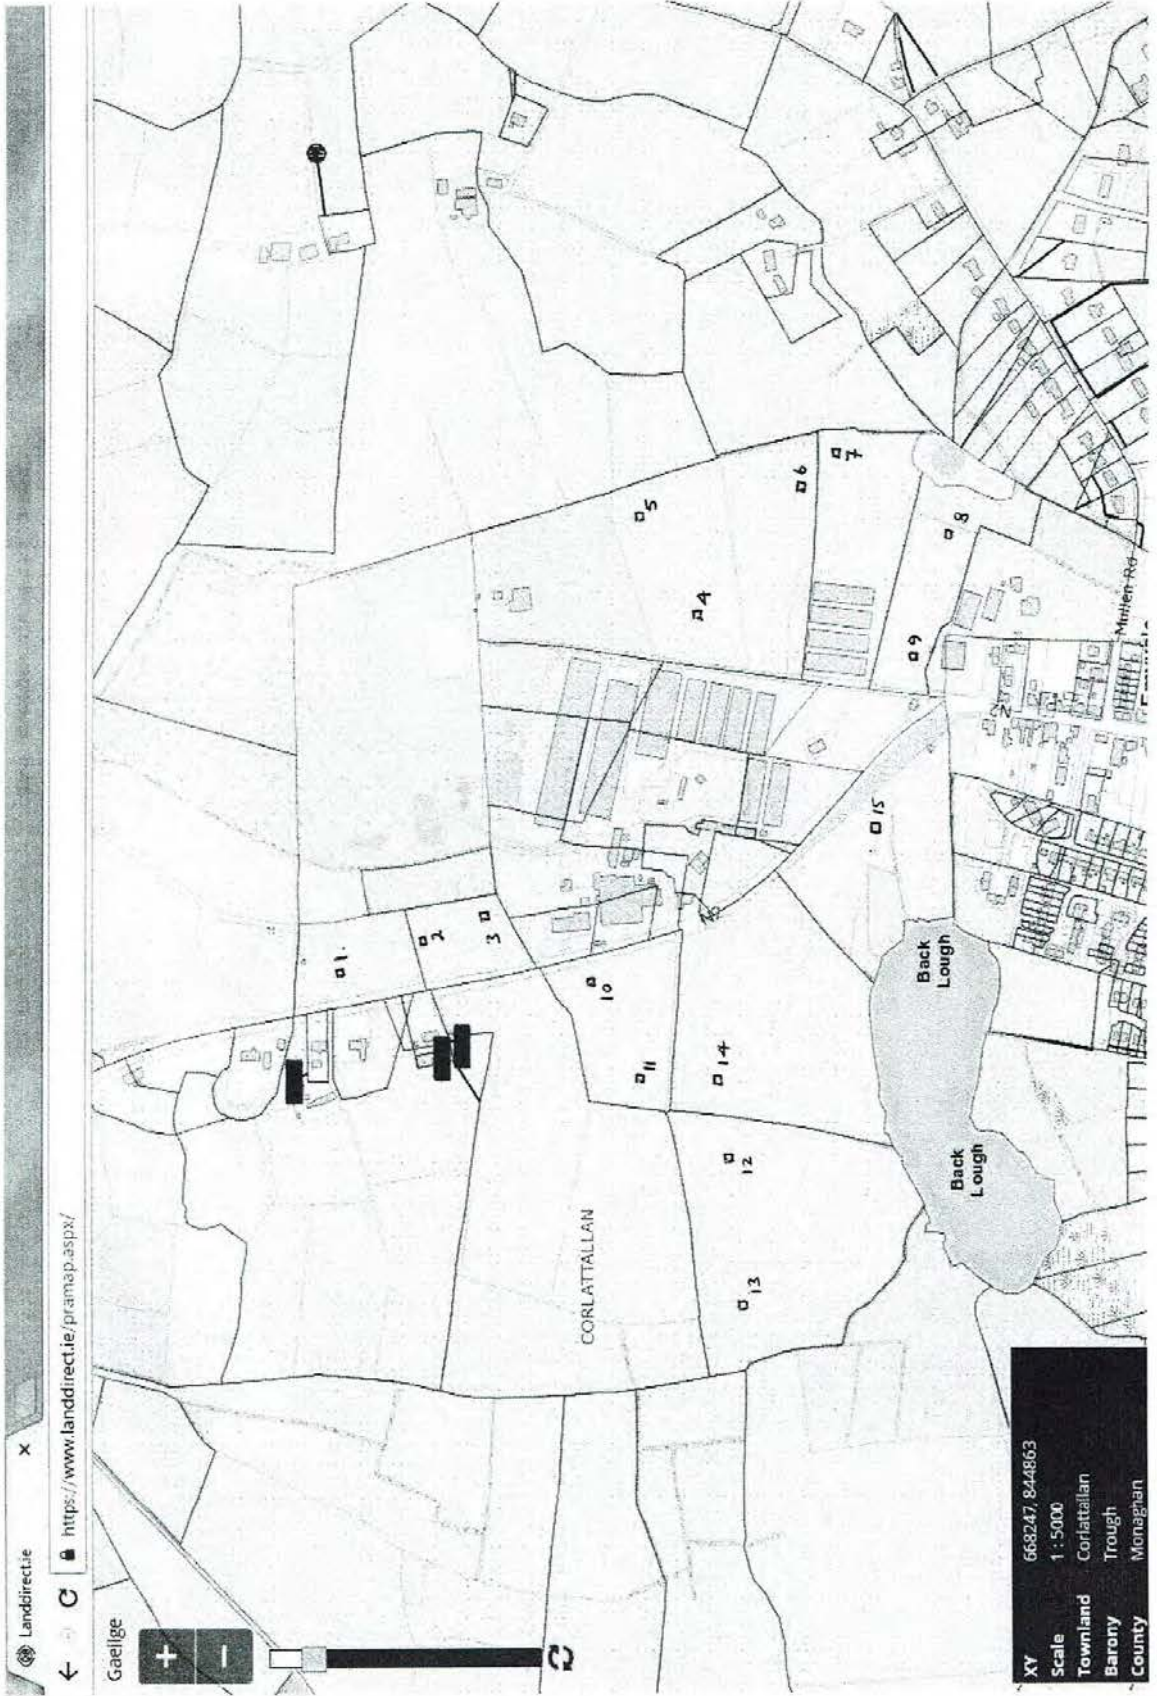 Landdirect.ie ×
https://www.landdirect.ie/pramap.aspx/
Gaeilge
+
−
1.
2
3
4
5
6
7
8
9
10
11
12
13
14
15
CORLATTALLAN
Back
Lough
Back
Lough
Mullen Rd
XY 668247, 844863
Scale 1 : 5000
Townland Corlattallan
Barony Trough
County Monaghan